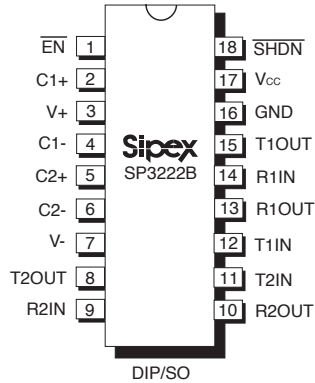 EN 1 18 SHDN
C1+ 2 17 Vcc
V+ 3 16 GND
C1- 4 Sipex 15 T1OUT
C2+ 5 SP3222B 14 R1IN
C2- 6 13 R1OUT
V- 7 12 T1IN
T2OUT 8 11 T2IN
R2IN 9 10 R2OUT
DIP/SO